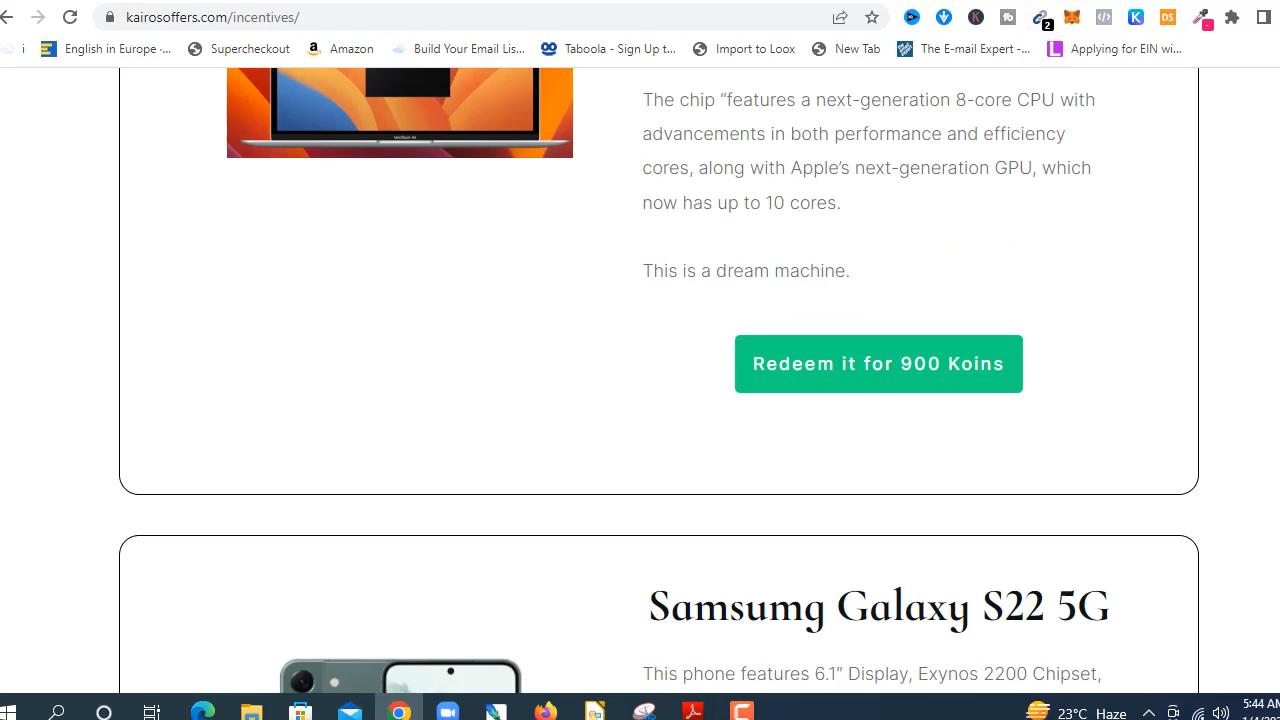 kairosoffers.com/incentives/
2
i
English in Europe -...
Supercheckout
Amazon
Build Your Email Lis...
Taboola - Sign Up t...
Import to Loox
New Tab
The E-mail Expert -...
Applying for EIN wi...
The chip “features a next-generation 8-core CPU with
advancements in both performance and efficiency
cores, along with Apple’s next-generation GPU, which
now has up to 10 cores.
This is a dream machine.
Redeem it for 900 Koins
Samsumg Galaxy S22 5G
This phone features 6.1″ Display, Exynos 2200 Chipset,
23°C Haze
5:44 AM